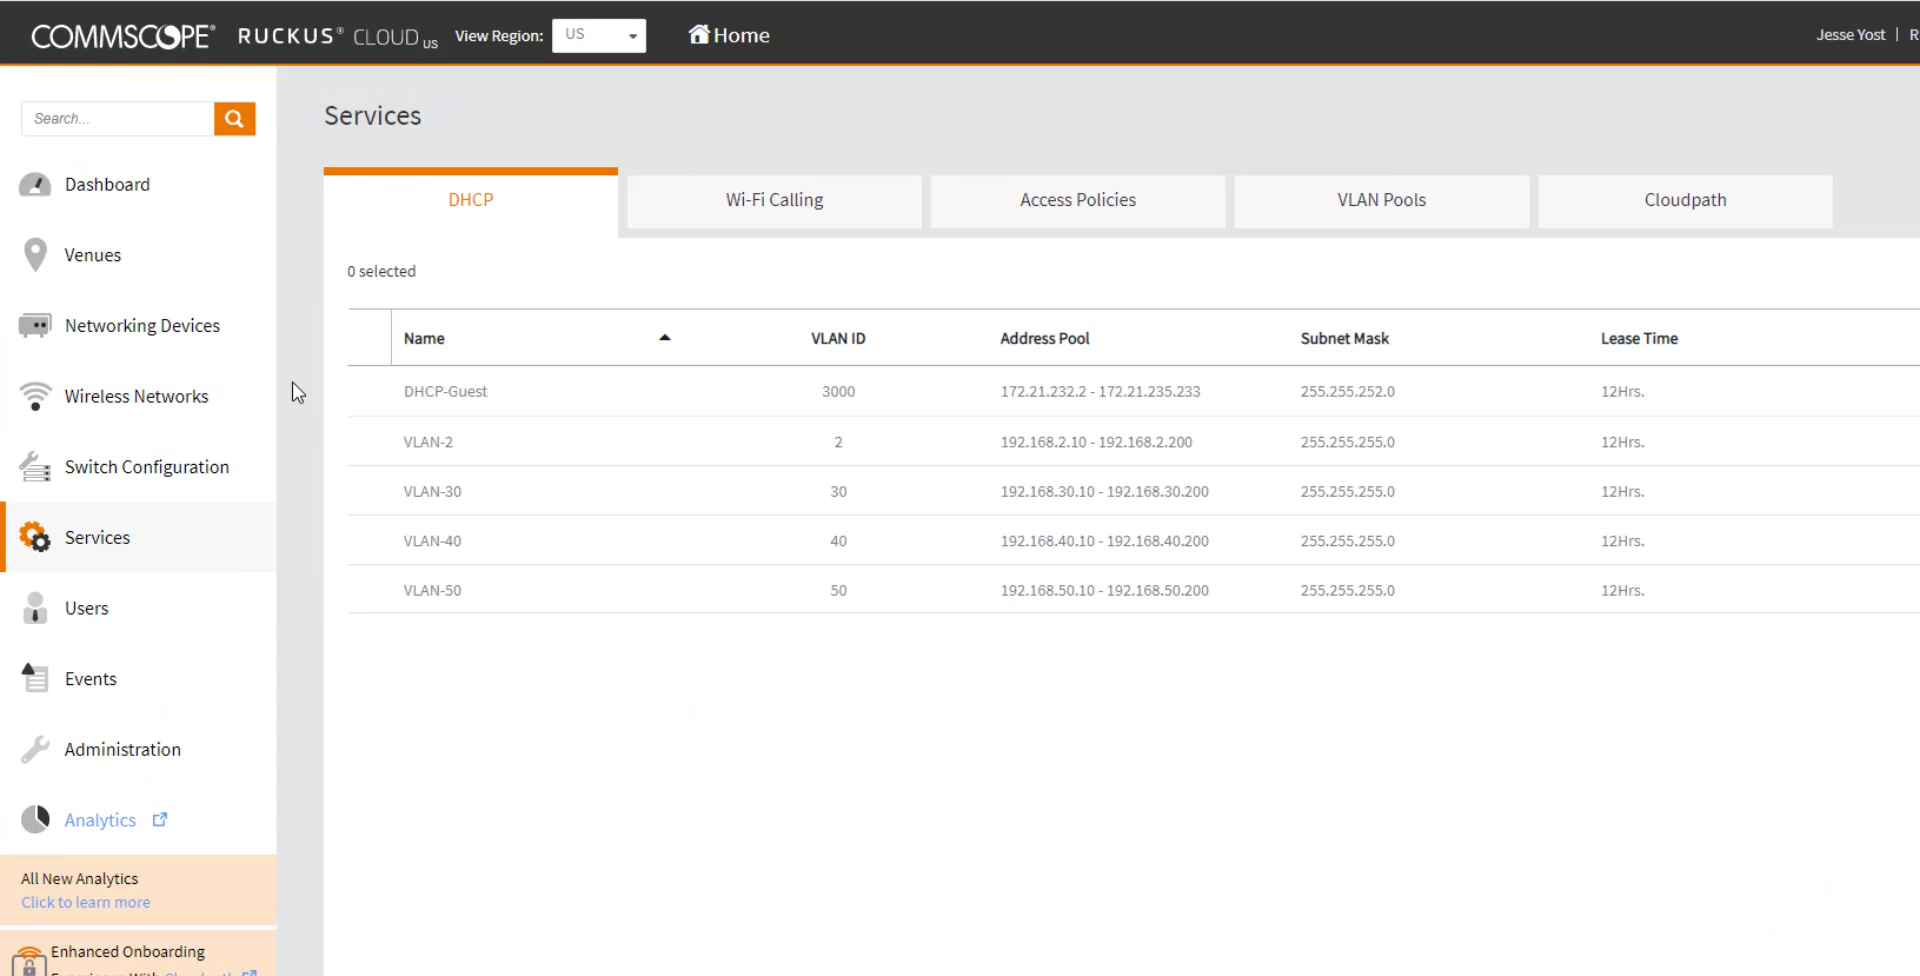 COMMSCOPE® RUCKUS® CLOUD US View Region: US Home Jesse Yost | R
Search...
Dashboard
Venues
Networking Devices
Wireless Networks
Switch Configuration
Services
Users
Events
Administration
Analytics
All New Analytics
Click to learn more
Enhanced Onboarding
Experience With Cloudpath
Services
DHCP Wi-Fi Calling Access Policies VLAN Pools Cloudpath
0 selected
Name VLAN ID Address Pool Subnet Mask Lease Time
DHCP-Guest 3000 172.21.232.2 - 172.21.235.233 255.255.252.0 12Hrs.
VLAN-2 2 192.168.2.10 - 192.168.2.200 255.255.255.0 12Hrs.
VLAN-30 30 192.168.30.10 - 192.168.30.200 255.255.255.0 12Hrs.
VLAN-40 40 192.168.40.10 - 192.168.40.200 255.255.255.0 12Hrs.
VLAN-50 50 192.168.50.10 - 192.168.50.200 255.255.255.0 12Hrs.